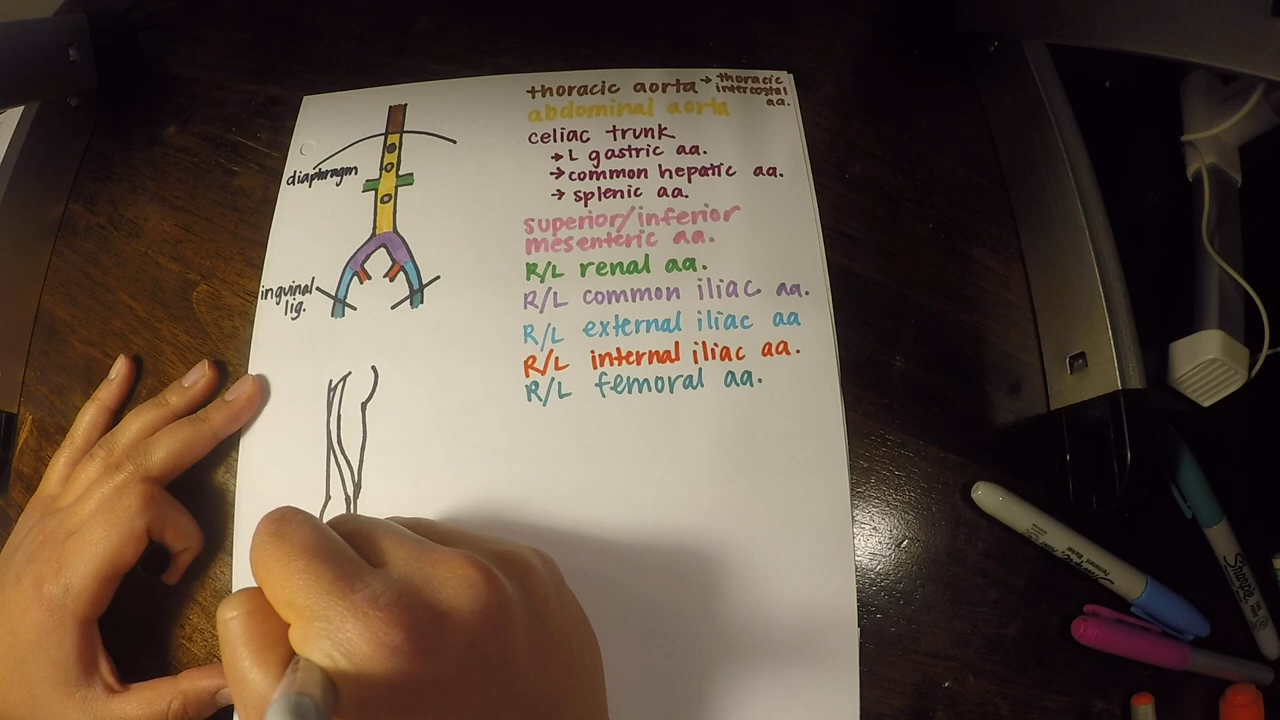 thoracic aorta → thoracic
intercostal
aa.
abdominal aorta
celiac trunk
→ L gastric aa.
→ common hepatic aa.
→ splenic aa.
superior/inferior
mesenteric aa.
R/L renal aa.
R/L common iliac aa.
R/L external iliac aa
R/L internal iliac aa.
R/L femoral aa.
diaphragm
inguinal
lig.
Sharpie